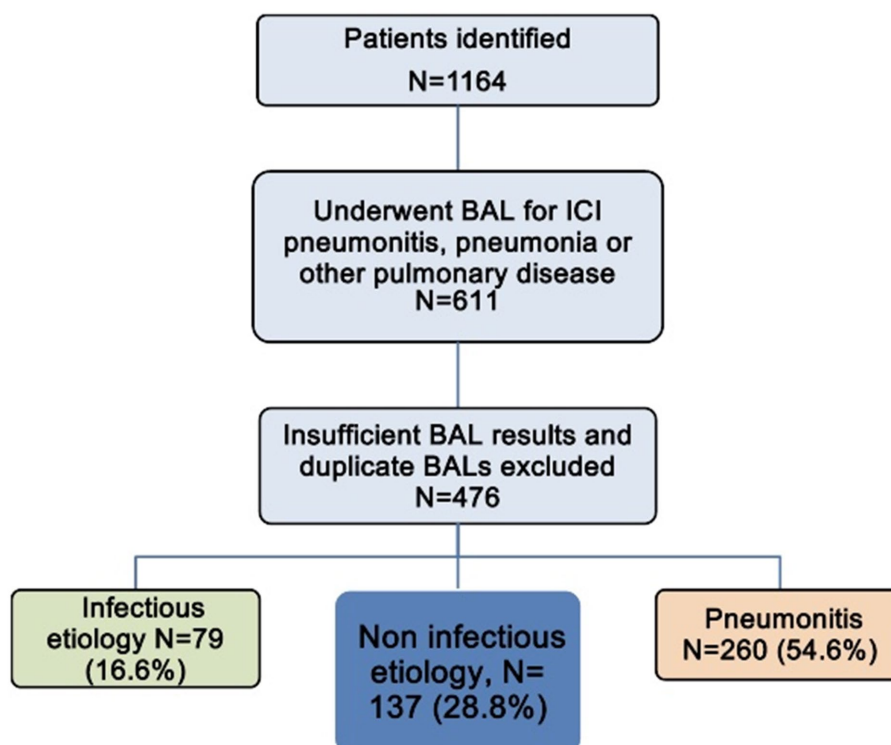 Patients identified
N=1164
Underwent BAL for ICI
pneumonitis, pneumonia or
other pulmonary disease
N=611
Insufficient BAL results and
duplicate BALs excluded
N=476
Infectious
etiology N=79
(16.6%)
Non infectious
etiology, N=
137 (28.8%)
Pneumonitis
N=260 (54.6%)